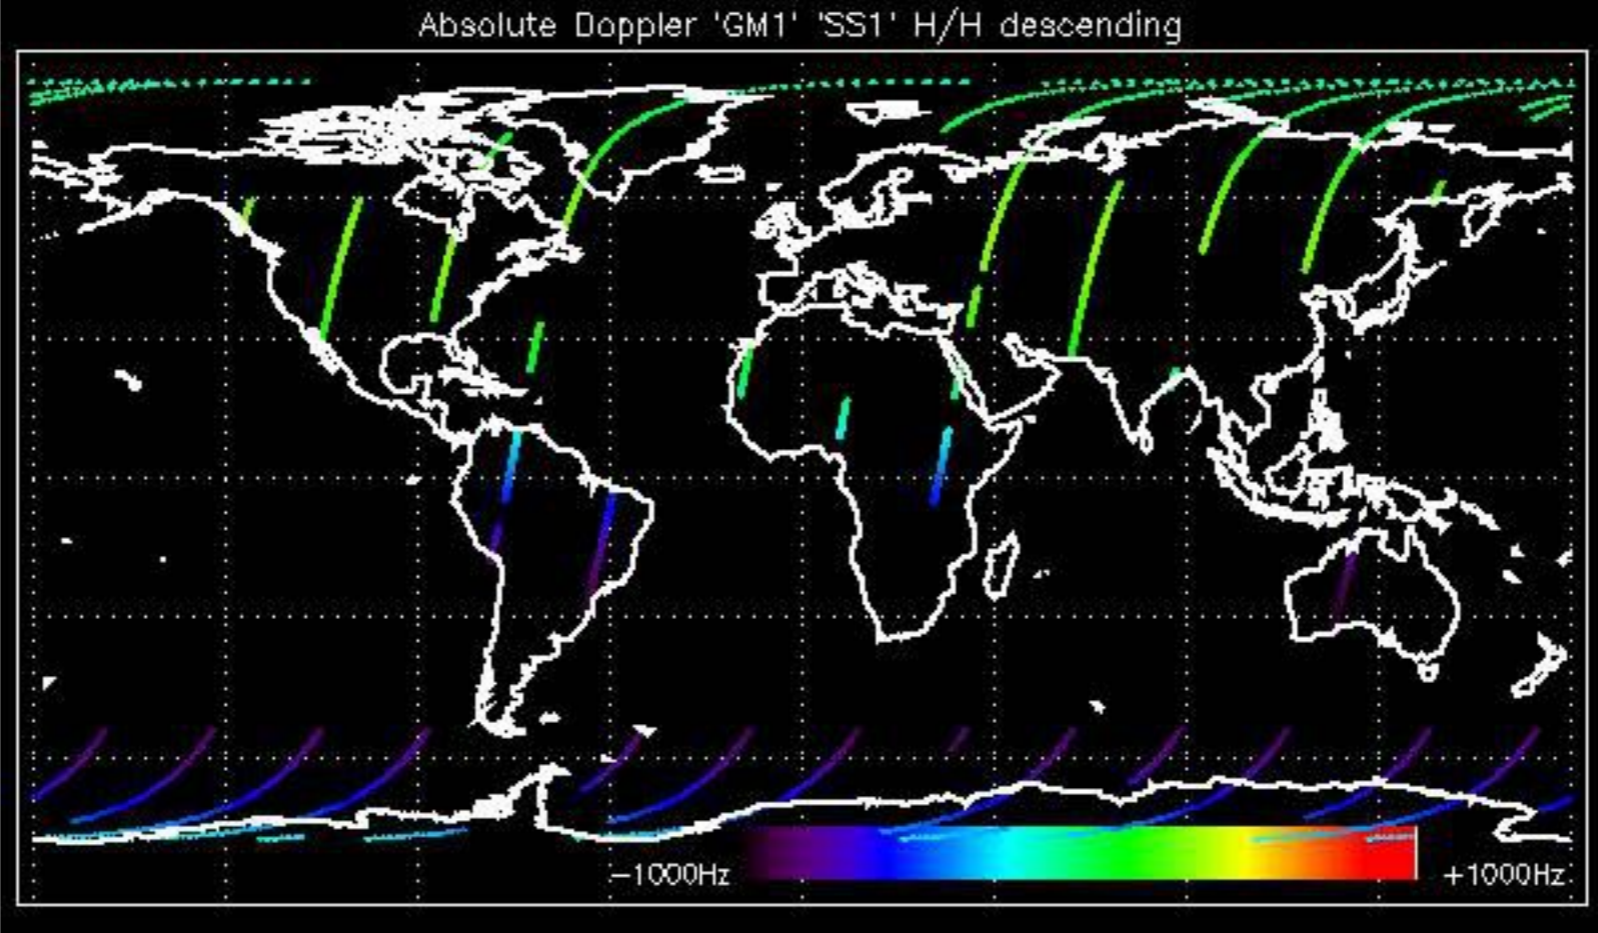 Absolute Doppler 'GM1' 'SS1' H/H descending
−1000Hz +1000Hz